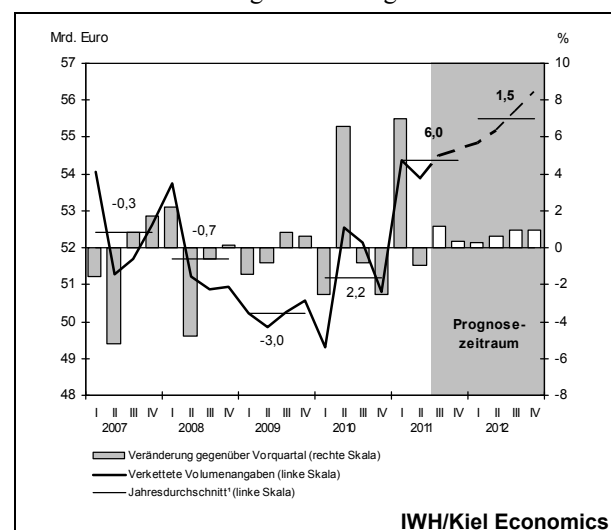 Mrd. Euro %
57 10
56 8
55 6
54 4
53 2
52 0
51 -2
50 -4
49 -6
48 -8
-0,3
-0,7
-3,0
2,2
6,0
1,5
Prognose-
zeitraum
I II III IV I II III IV I II III IV I II III IV I II III IV I II III IV
2007 2008 2009 2010 2011 2012
Veränderung gegenüber Vorquartal (rechte Skala)
Verkettete Volumenangaben (linke Skala)
Jahresdurchschnitt¹ (linke Skala)
IWH/Kiel Economics